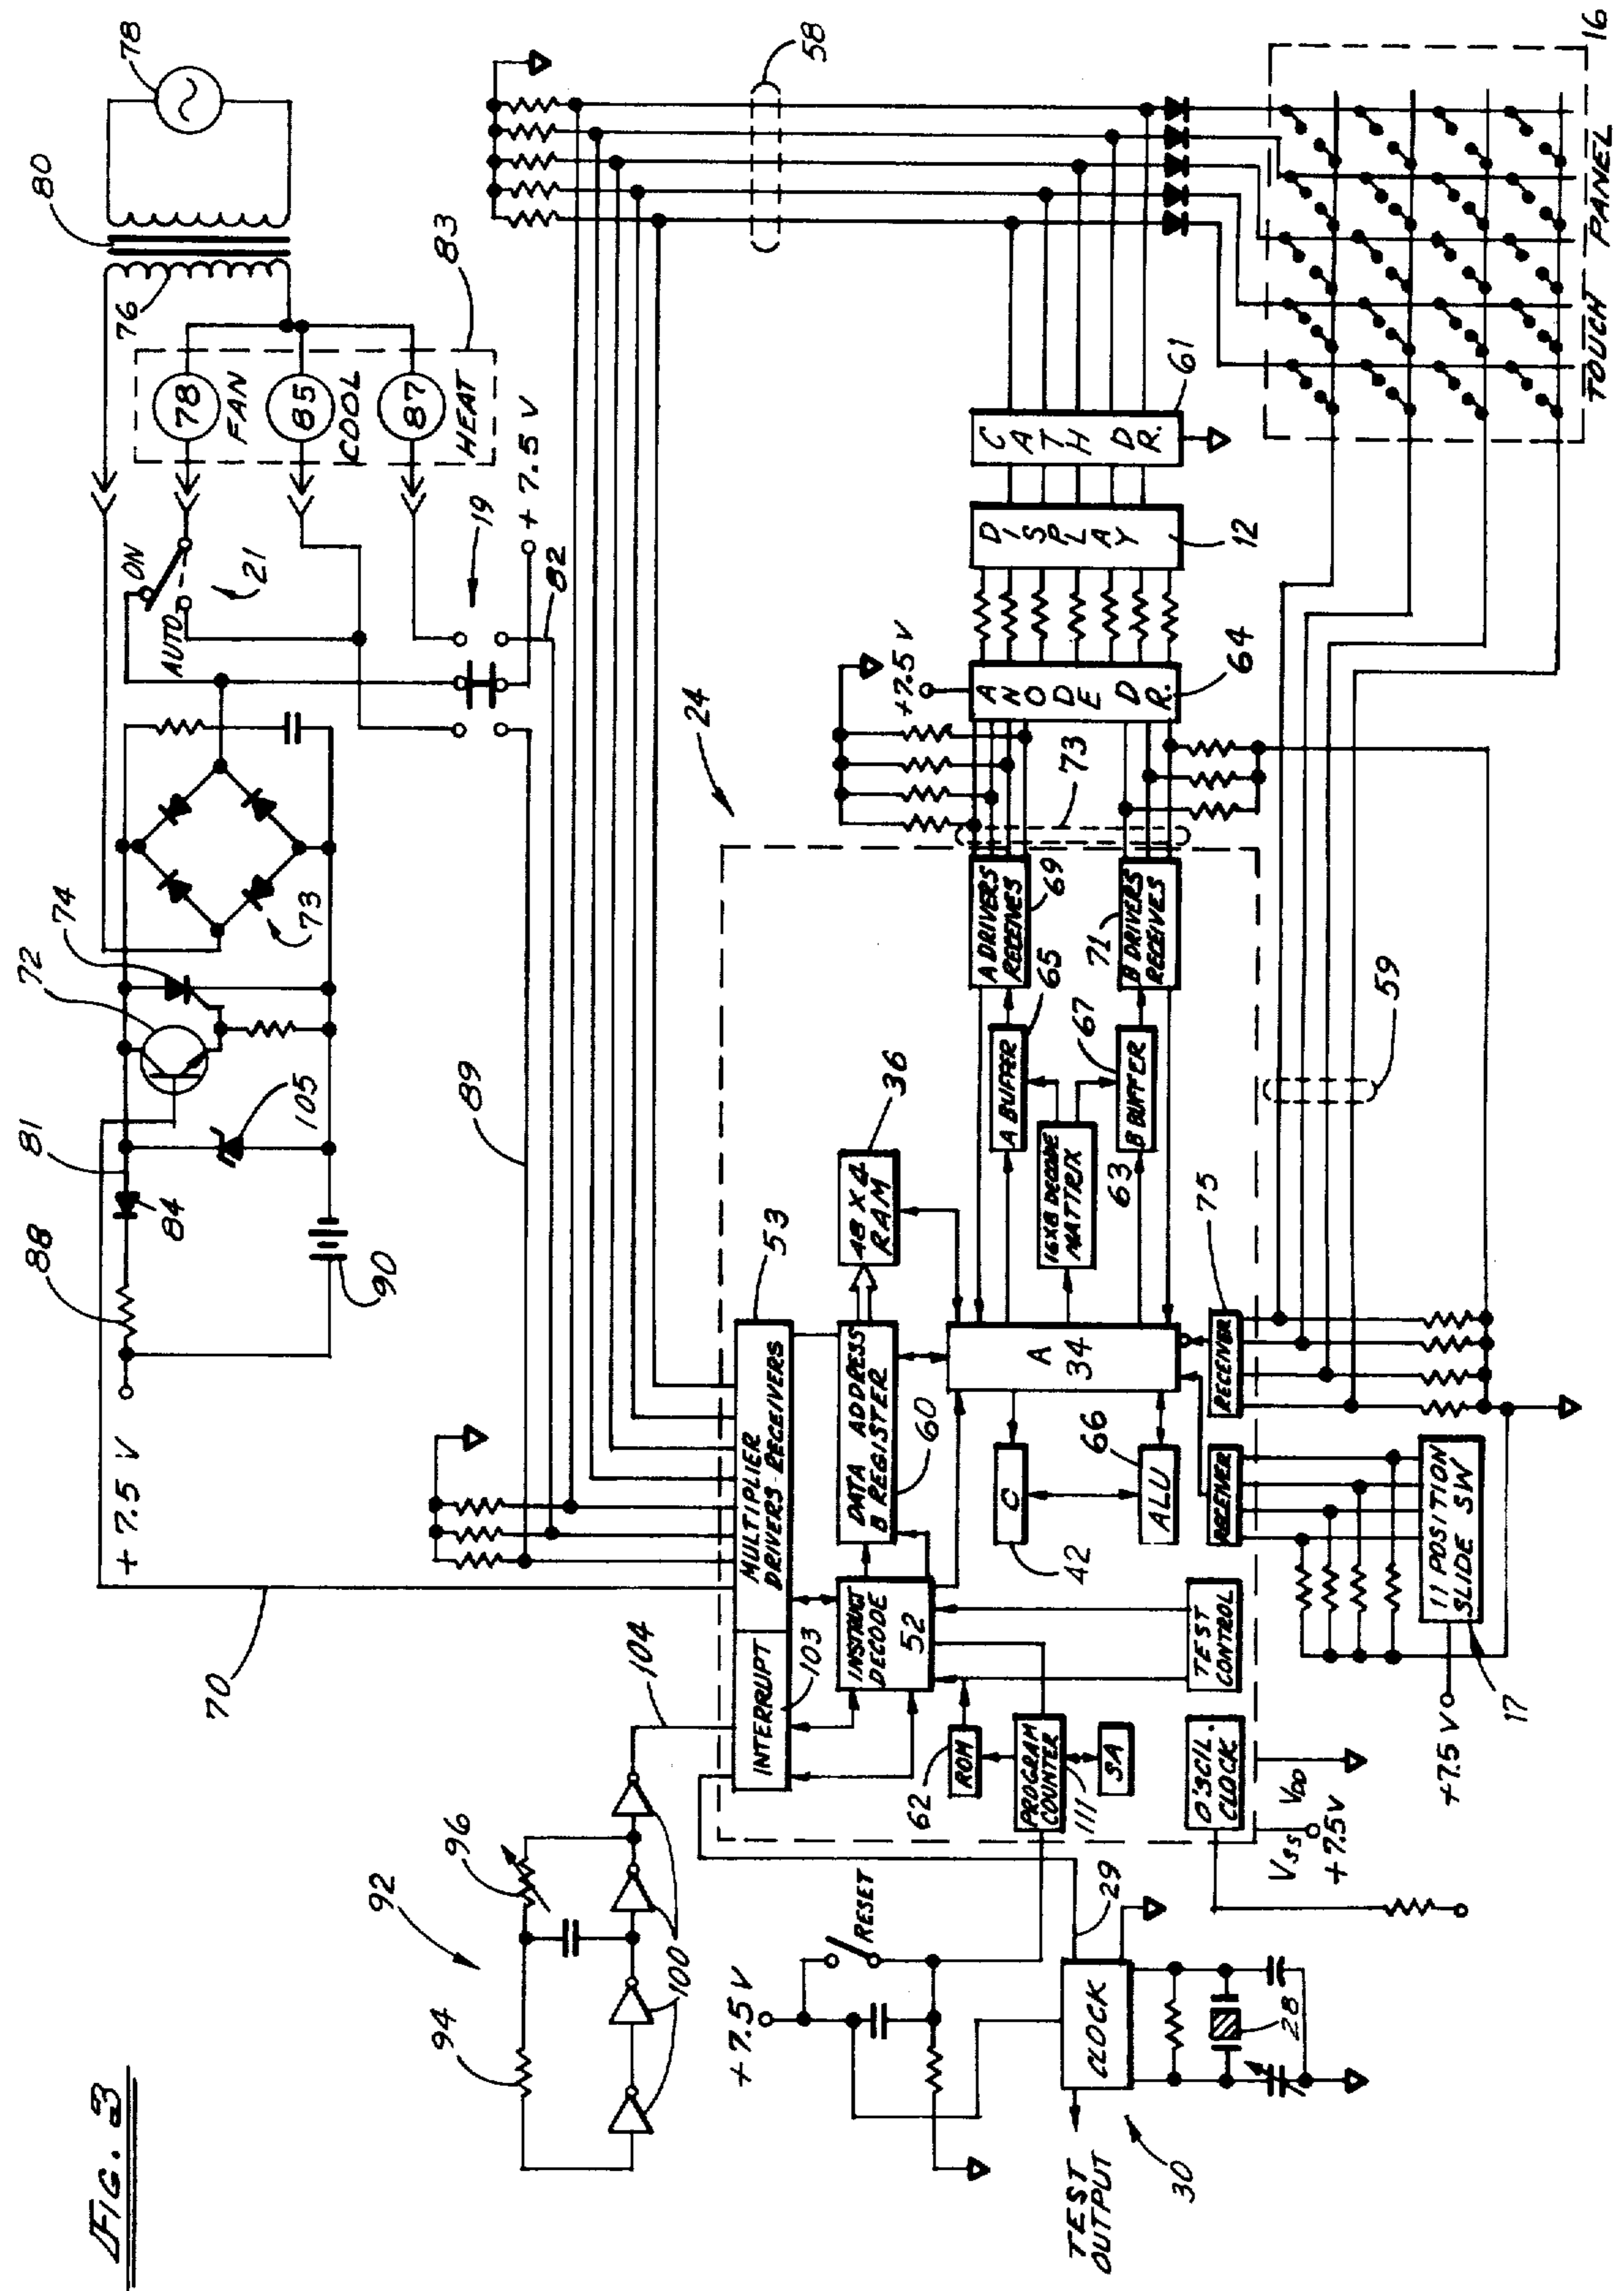 FIG. 3
78
80
76
83
78
FAN
85
COOL
87
HEAT
ON
AUTO
21
19
+ 7.5 V
82
74
72
73
105
81
84
88
90
+ 7.5 V
70
89
58
24
92
94
96
100
104
53
MULTIPLIER
DRIVERS-RECEIVERS
INTERRUPT
103
INSTRUCT
DECODE
52
DATA ADDRESS
B REGISTER
60
48 X 4
RAM
36
62
ROM
PROGRAM
COUNTER
111
SA
A
34
C
42
66
ALU
A BUFFER
65
16X8 DECODE
MATTRIX
63
67
B BUFFER
A DRIVERS
RECEIVES
69
71
B DRIVERS
RECEIVES
73
+7.5 V
ANODE DR.
64
DISPLAY
12
CATH DR.
61
TEST
CONTROL
O'SCIL.
CLOCK
RECEIVER
RECEIVER
75
59
VSS
+7.5V
VDD
11 POSITION
SLIDE SW
17
+7.5V
+7.5 V
RESET
29
CLOCK
28
30
TEST
OUTPUT
TOUCH PANEL
16